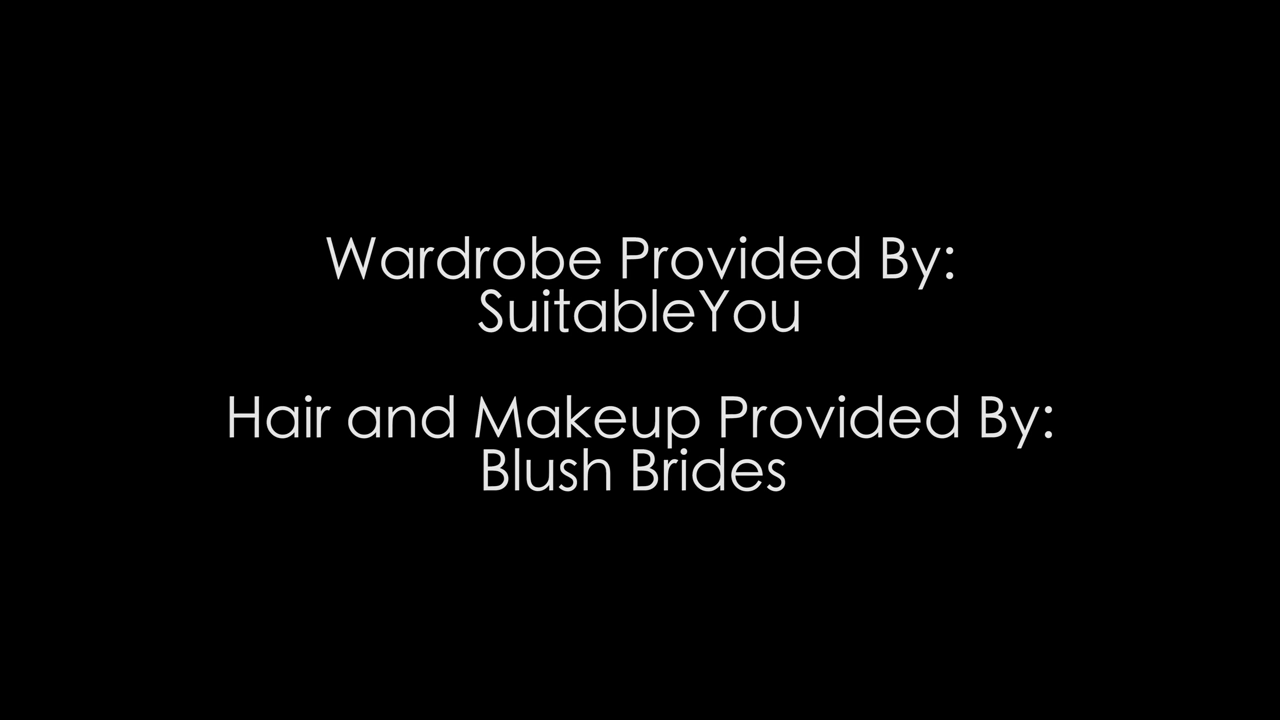 Wardrobe Provided By:
SuitableYou
Hair and Makeup Provided By:
Blush Brides